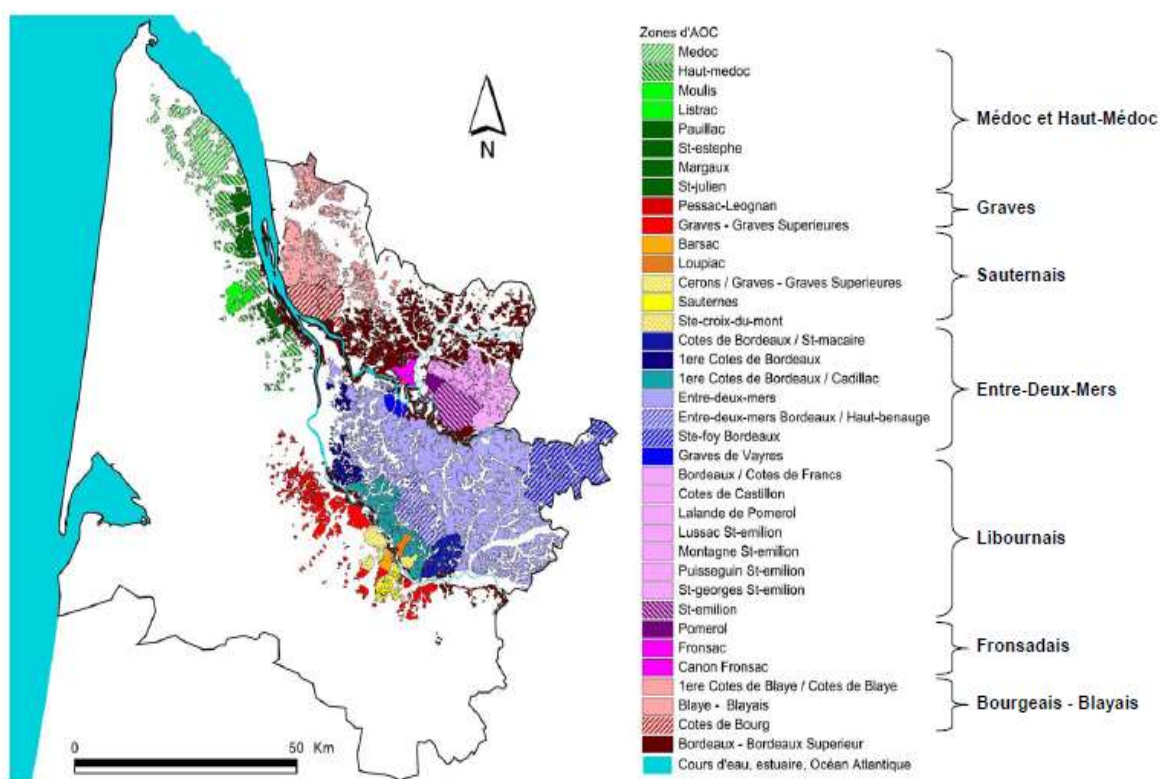 Zones d'AOC
Medoc
Haut-medoc
Moulis
Listrac
Pauillac
St-estephe
Margaux
St-julien
Médoc et Haut-Médoc
Pessac-Leognan
Graves - Graves Superieures
Graves
Barsac
Loupiac
Cerons / Graves - Graves Superieures
Sauternes
Ste-croix-du-mont
Sauternais
Cotes de Bordeaux / St-macaire
1ere Cotes de Bordeaux
1ere Cotes de Bordeaux / Cadillac
Entre-deux-mers
Entre-deux-mers Bordeaux / Haut-benauge
Ste-foy Bordeaux
Graves de Vayres
Entre-Deux-Mers
Bordeaux / Cotes de Francs
Cotes de Castillon
Lalande de Pomerol
Lussac St-emilion
Montagne St-emilion
Puisseguin St-emilion
St-georges St-emilion
St-emilion
Libournais
Pomerol
Fronsac
Canon Fronsac
Fronsadais
1ere Cotes de Blaye / Cotes de Blaye
Blaye - Blayais
Cotes de Bourg
Bourgeais - Blayais
Bordeaux - Bordeaux Superieur
Cours d'eau, estuaire, Océan Atlantique
N
0 50 Km